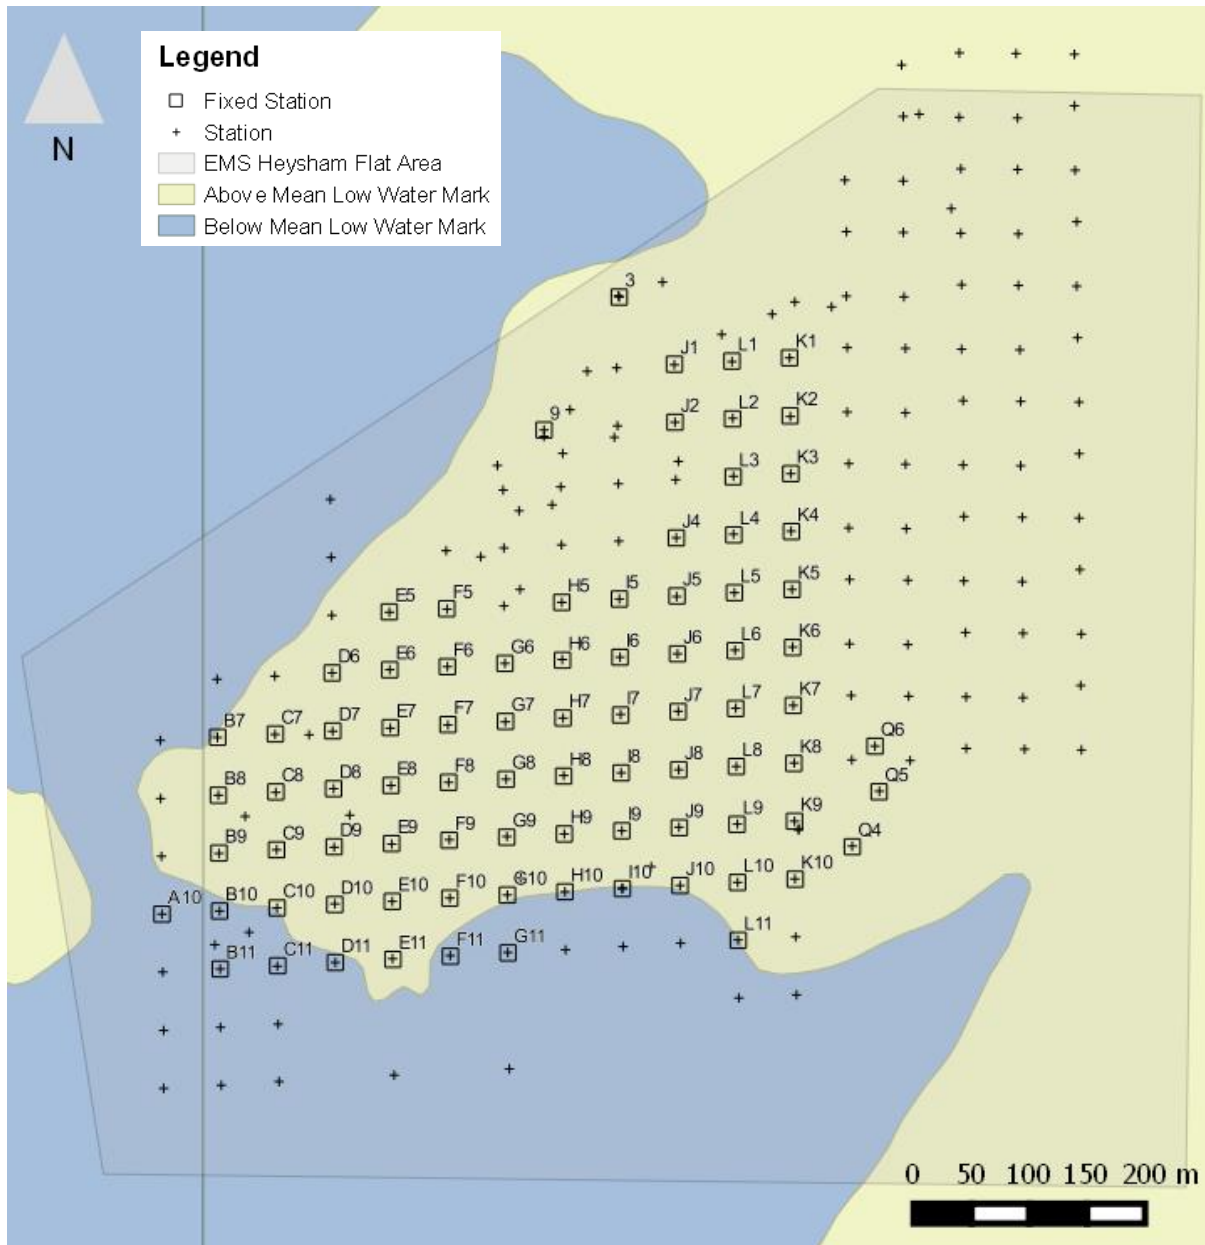 Legend
Fixed Station
Station
EMS Heysham Flat Area
Above Mean Low Water Mark
Below Mean Low Water Mark
N
3
J1 L1 K1
9 J2 L2 K2
L3 K3
J4 L4 K4
E5 F5 H5 I5 J5 L5 K5
D6 E6 F6 G6 H6 I6 J6 L6 K6
B7 C7 D7 E7 F7 G7 H7 I7 J7 L7 K7
Q6
B8 C8 D8 E8 F8 G8 H8 I8 J8 L8 K8
Q5
B9 C9 D9 E9 F9 G9 H9 I9 J9 L9 K9
Q4
A10 B10 C10 D10 E10 F10 G10 H10 I10 J10 L10 K10
B11 C11 D11 E11 F11 G11 L11
0 50 100 150 200 m